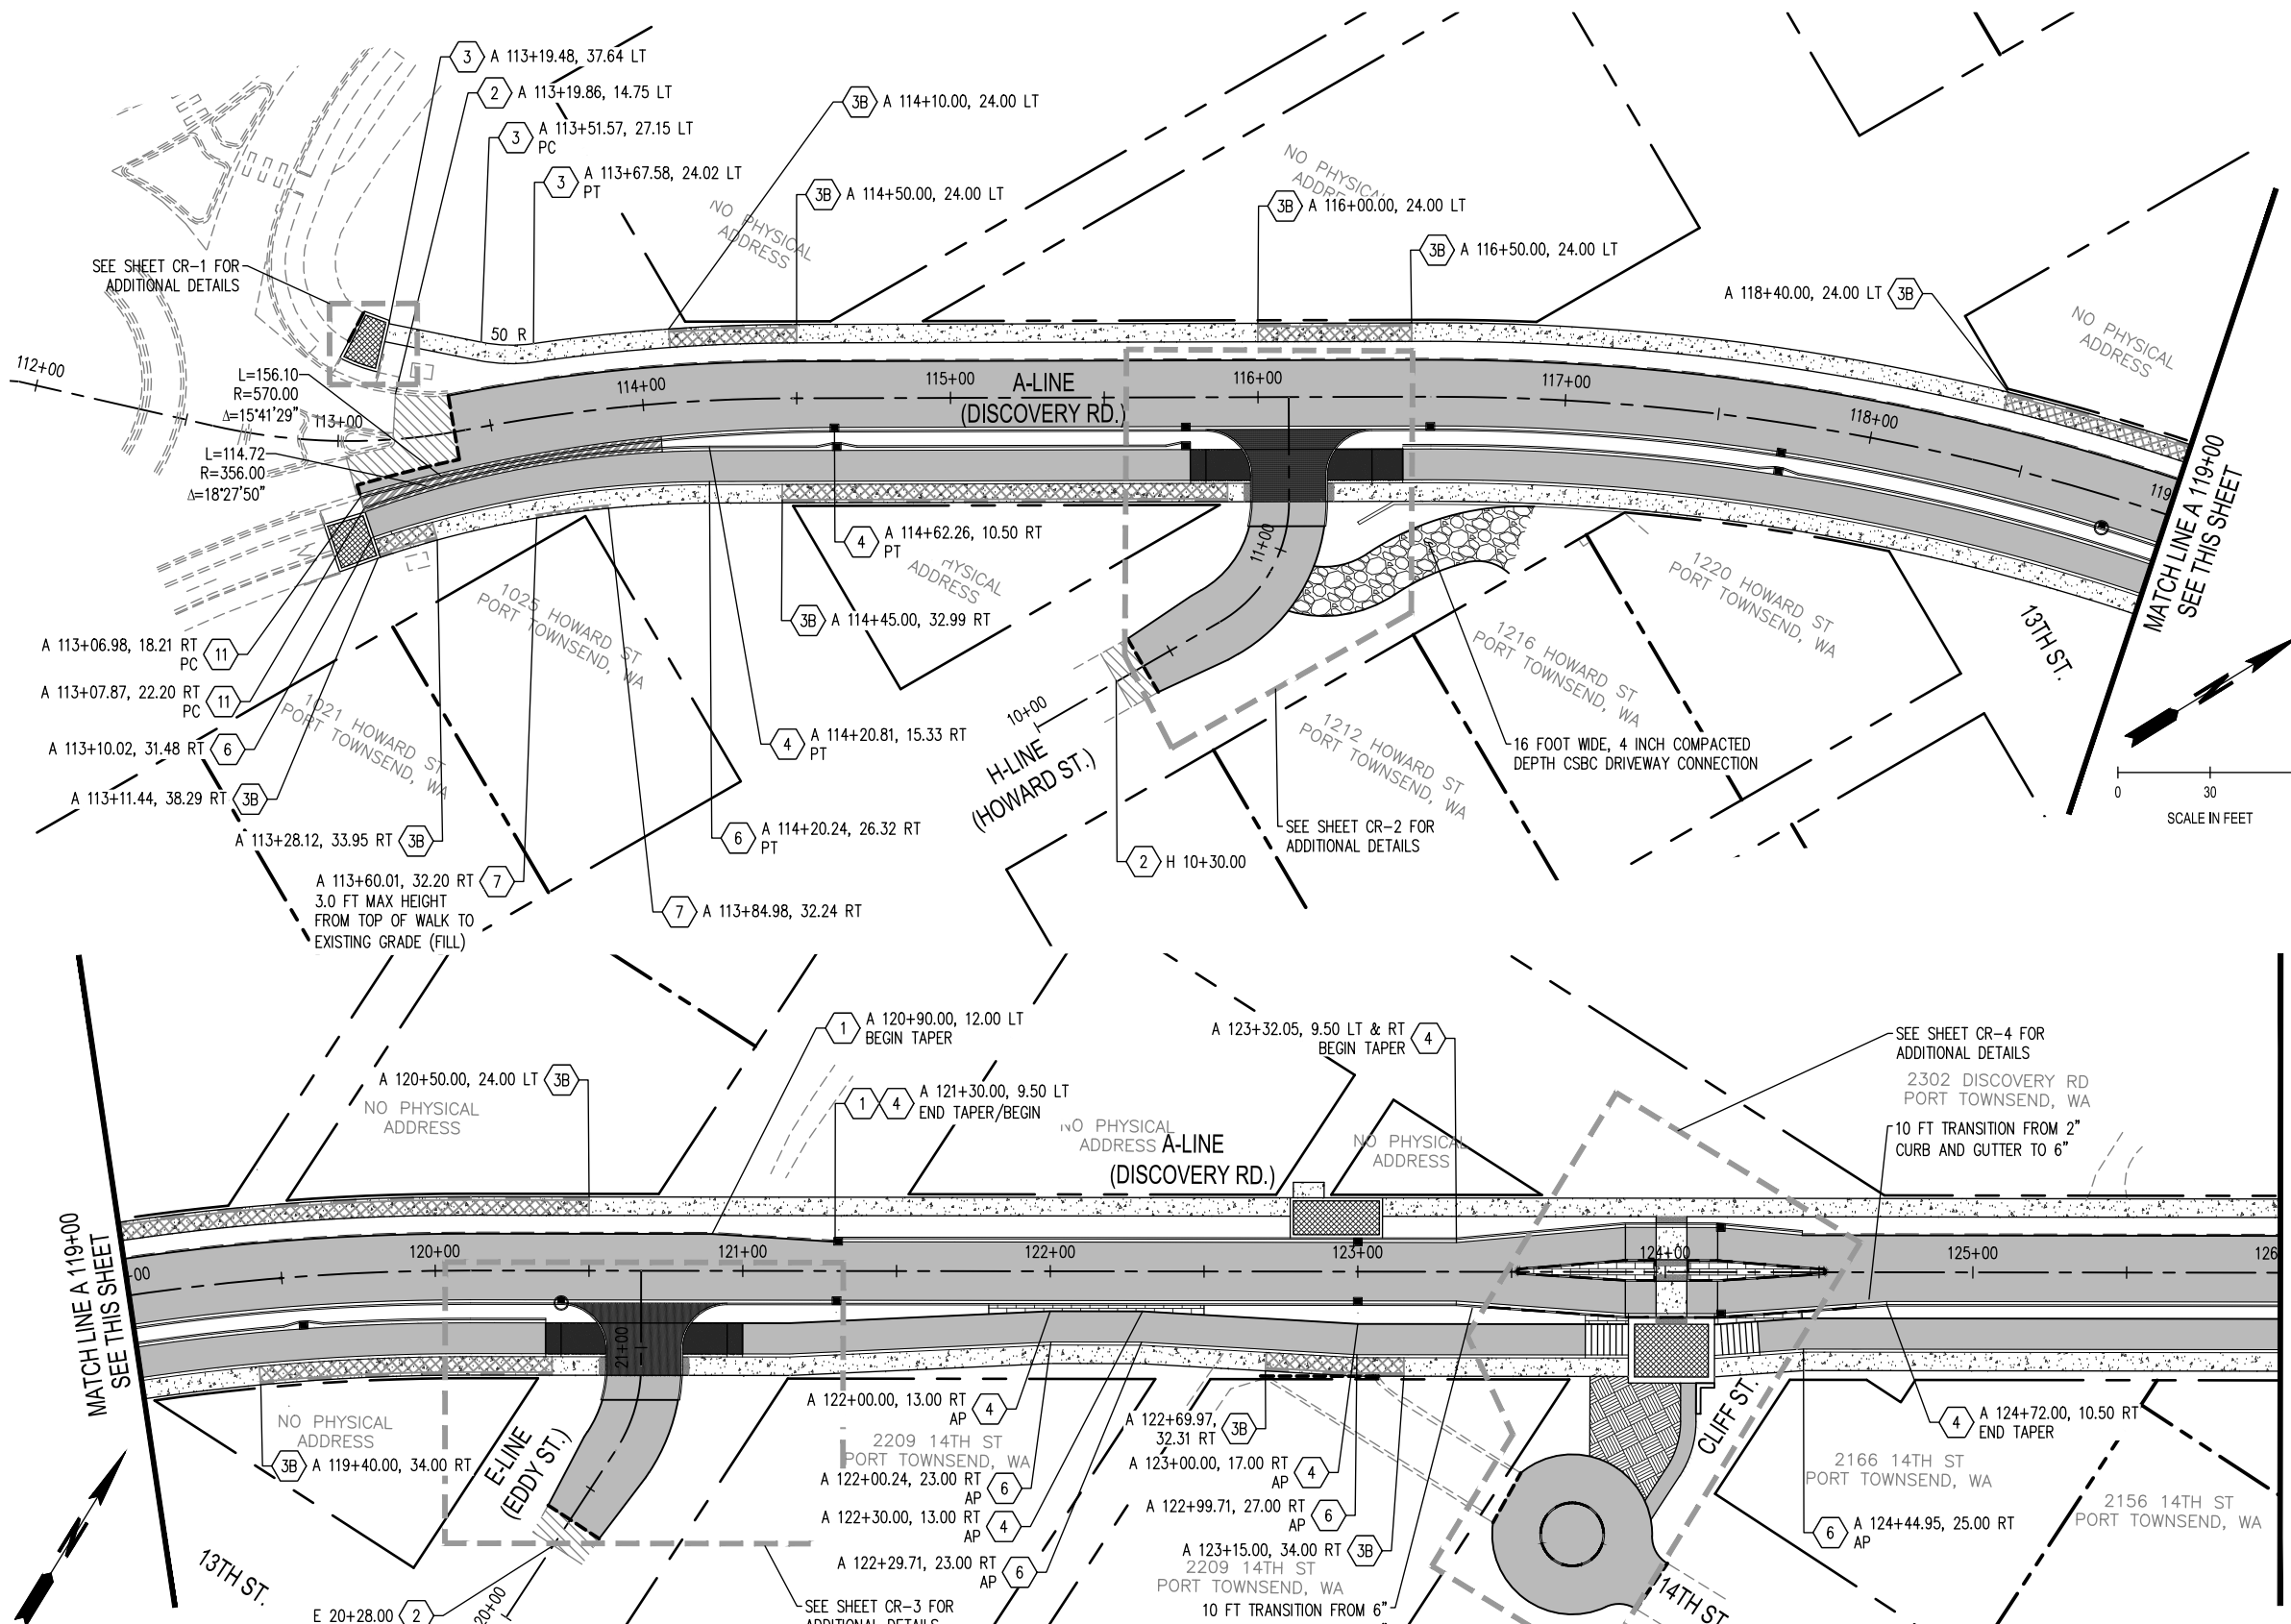 3 A 113+19.48, 37.64 LT
2 A 113+19.86, 14.75 LT
3 A 113+51.57, 27.15 LT
PC
3 A 113+67.58, 24.02 LT
PT
3B A 114+10.00, 24.00 LT
3B A 114+50.00, 24.00 LT
NO PHYSICAL
ADDRESS
NO PHYSICAL
ADDRESS
3B A 116+00.00, 24.00 LT
3B A 116+50.00, 24.00 LT
A 118+40.00, 24.00 LT 3B
NO PHYSICAL
ADDRESS
SEE SHEET CR-1 FOR
ADDITIONAL DETAILS
50 R
112+00
L=156.10
R=570.00
Δ=15°41'29"
113+00
L=114.72
R=356.00
Δ=18°27'50"
114+00
115+00
A-LINE
(DISCOVERY RD.)
116+00
117+00
118+00
119
MATCH LINE A 119+00
SEE THIS SHEET
4 A 114+62.26, 10.50 RT
PT
HYSICAL
ADDRESS
3B A 114+45.00, 32.99 RT
11+00
1025 HOWARD ST
PORT TOWNSEND, WA
1220 HOWARD ST
PORT TOWNSEND, WA
1216 HOWARD ST
PORT TOWNSEND, WA
13TH ST.
A 113+06.98, 18.21 RT
PC 11
A 113+07.87, 22.20 RT
PC 11
1021 HOWARD ST
PORT TOWNSEND, WA
A 113+10.02, 31.48 RT 6
A 113+11.44, 38.29 RT 3B
A 113+28.12, 33.95 RT 3B
4 A 114+20.81, 15.33 RT
PT
10+00
H-LINE
(HOWARD ST.)
1212 HOWARD ST
PORT TOWNSEND, WA
16 FOOT WIDE, 4 INCH COMPACTED
DEPTH CSBC DRIVEWAY CONNECTION
N
0 30
SCALE IN FEET
6 A 114+20.24, 26.32 RT
PT
SEE SHEET CR-2 FOR
ADDITIONAL DETAILS
2 H 10+30.00
A 113+60.01, 32.20 RT 7
3.0 FT MAX HEIGHT
FROM TOP OF WALK TO
EXISTING GRADE (FILL)
7 A 113+84.98, 32.24 RT
1 A 120+90.00, 12.00 LT
BEGIN TAPER
A 123+32.05, 9.50 LT & RT 4
BEGIN TAPER
SEE SHEET CR-4 FOR
ADDITIONAL DETAILS
A 120+50.00, 24.00 LT 3B
NO PHYSICAL
ADDRESS
1 4 A 121+30.00, 9.50 LT
END TAPER/BEGIN
2302 DISCOVERY RD
PORT TOWNSEND, WA
NO PHYSICAL
ADDRESS
A-LINE
(DISCOVERY RD.)
NO PHYSICAL
ADDRESS
10 FT TRANSITION FROM 2"
CURB AND GUTTER TO 6"
MATCH LINE A 119+00
SEE THIS SHEET
00
120+00
121+00
122+00
123+00
124+00
125+00
126
21+00
NO PHYSICAL
ADDRESS
3B A 119+40.00, 34.00 RT
E-LINE
(EDDY ST.)
A 122+00.00, 13.00 RT
AP 4
2209 14TH ST
PORT TOWNSEND, WA
A 122+00.24, 23.00 RT
AP 6
A 122+30.00, 13.00 RT
AP 4
A 122+29.71, 23.00 RT
AP 6
A 122+69.97,
32.31 RT 3B
A 123+00.00, 17.00 RT
AP 4
A 122+99.71, 27.00 RT
AP 6
A 123+15.00, 34.00 RT 3B
2209 14TH ST
PORT TOWNSEND, WA
10 FT TRANSITION FROM 6"
CLIFF ST.
4 A 124+72.00, 10.50 RT
END TAPER
2166 14TH ST
PORT TOWNSEND, WA
2156 14TH ST
PORT TOWNSEND, WA
6 A 124+44.95, 25.00 RT
AP
14TH ST
N
13TH ST.
E 20+28.00 2
20+00
SEE SHEET CR-3 FOR
ADDITIONAL DETAILS